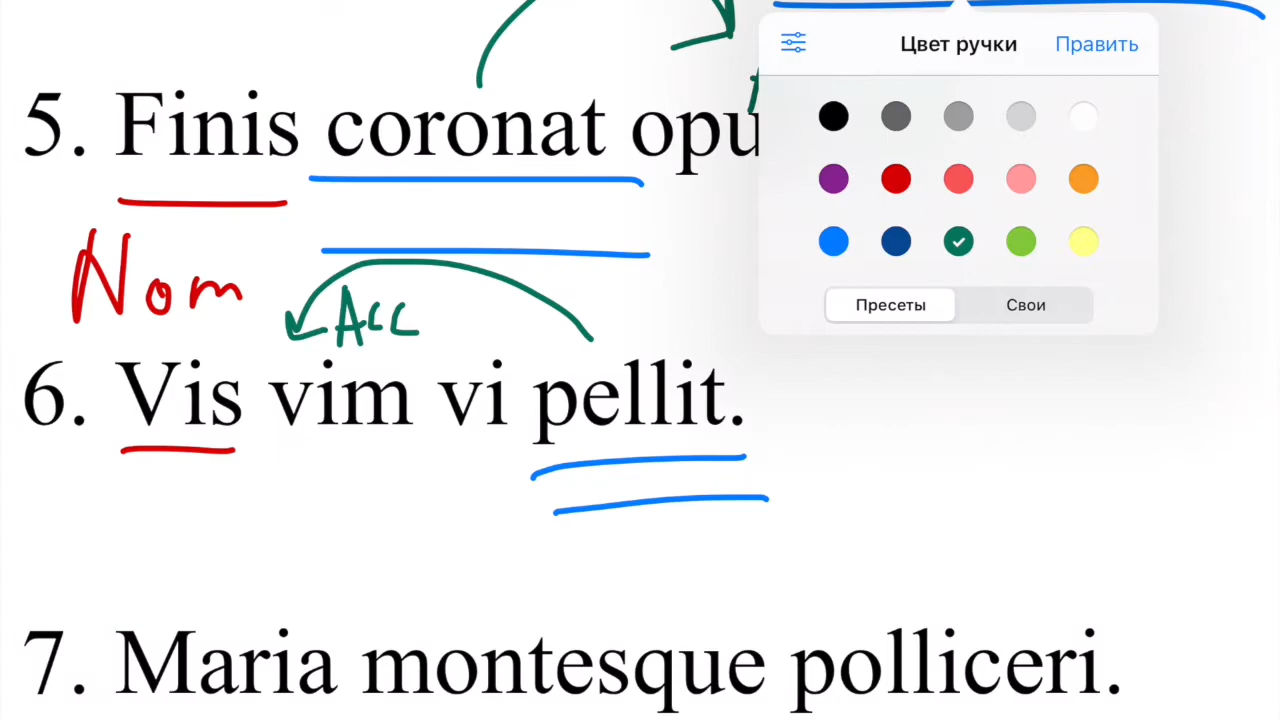 Цвет ручки Править
5. Finis coronat opu
Пресеты Свои
Nom
Acc
6. Vis vim vi pellit.
7. Maria montesque polliceri.